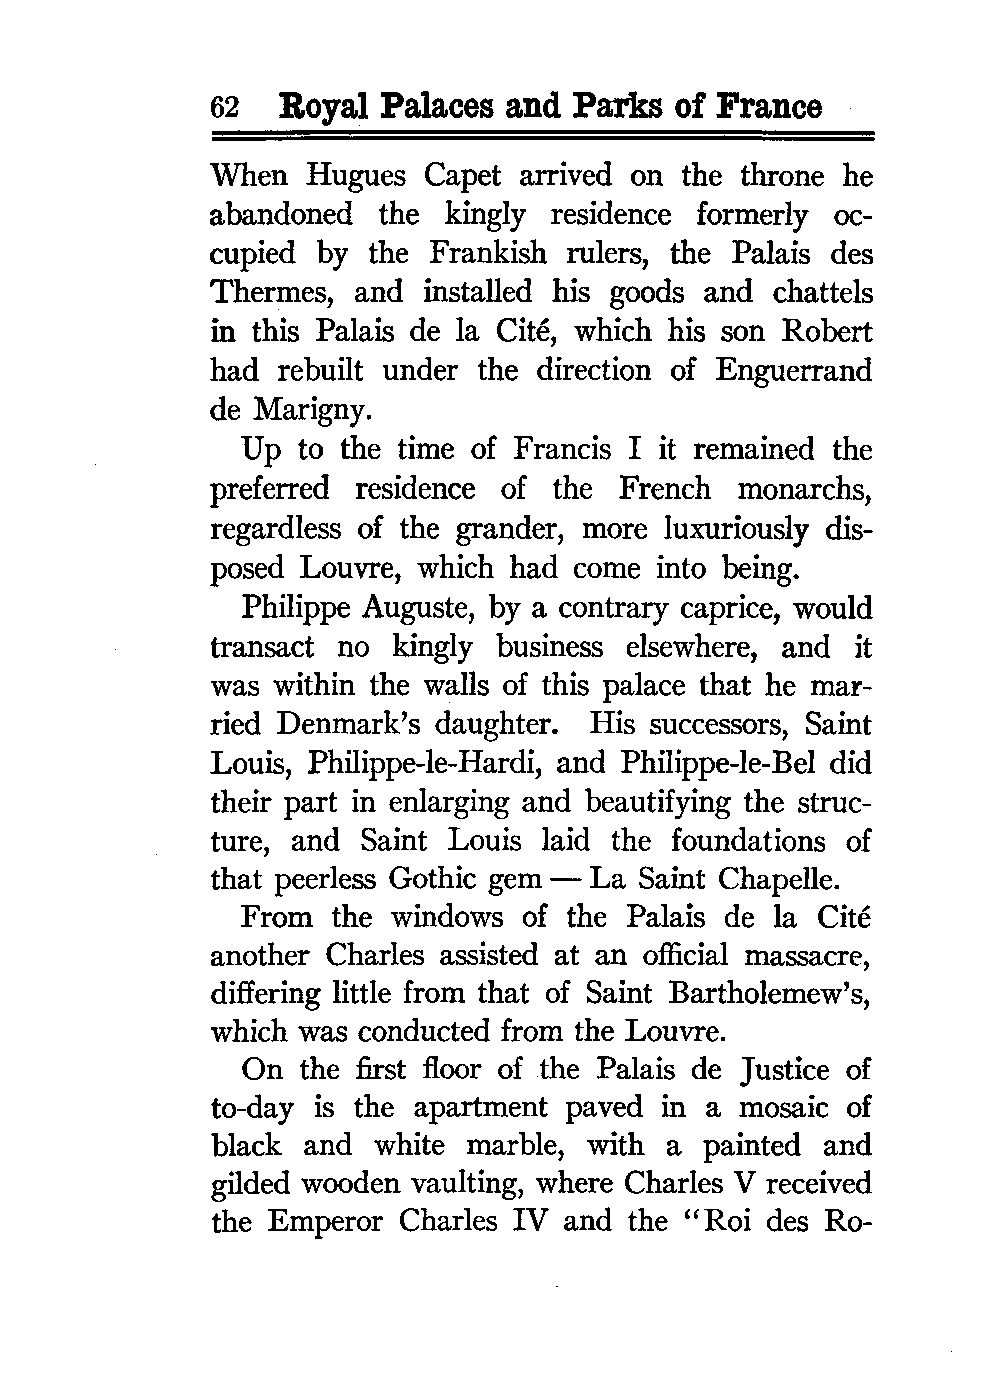 62 Royal Palaces and Parks of France
When Hugues Capet arrived on the throne he
abandoned the kingly residence formerly oc-
cupied by the Frankish rulers, the Palais des
Thermes, and installed his goods and chattels
in this Palais de la Cité, which his son Robert
had rebuilt under the direction of Enguerrand
de Marigny.
Up to the time of Francis I it remained the
preferred residence of the French monarchs,
regardless of the grander, more luxuriously dis-
posed Louvre, which had come into being.
Philippe Auguste, by a contrary caprice, would
transact no kingly business elsewhere, and it
was within the walls of this palace that he mar-
ried Denmark's daughter. His successors, Saint
Louis, Philippe-le-Hardi, and Philippe-le-Bel did
their part in enlarging and beautifying the struc-
ture, and Saint Louis laid the foundations of
that peerless Gothic gem — La Saint Chapelle.
From the windows of the Palais de la Cité
another Charles assisted at an official massacre,
differing little from that of Saint Bartholemew's,
which was conducted from the Louvre.
On the first floor of the Palais de Justice of
to-day is the apartment paved in a mosaic of
black and white marble, with a painted and
gilded wooden vaulting, where Charles V received
the Emperor Charles IV and the "Roi des Ro-